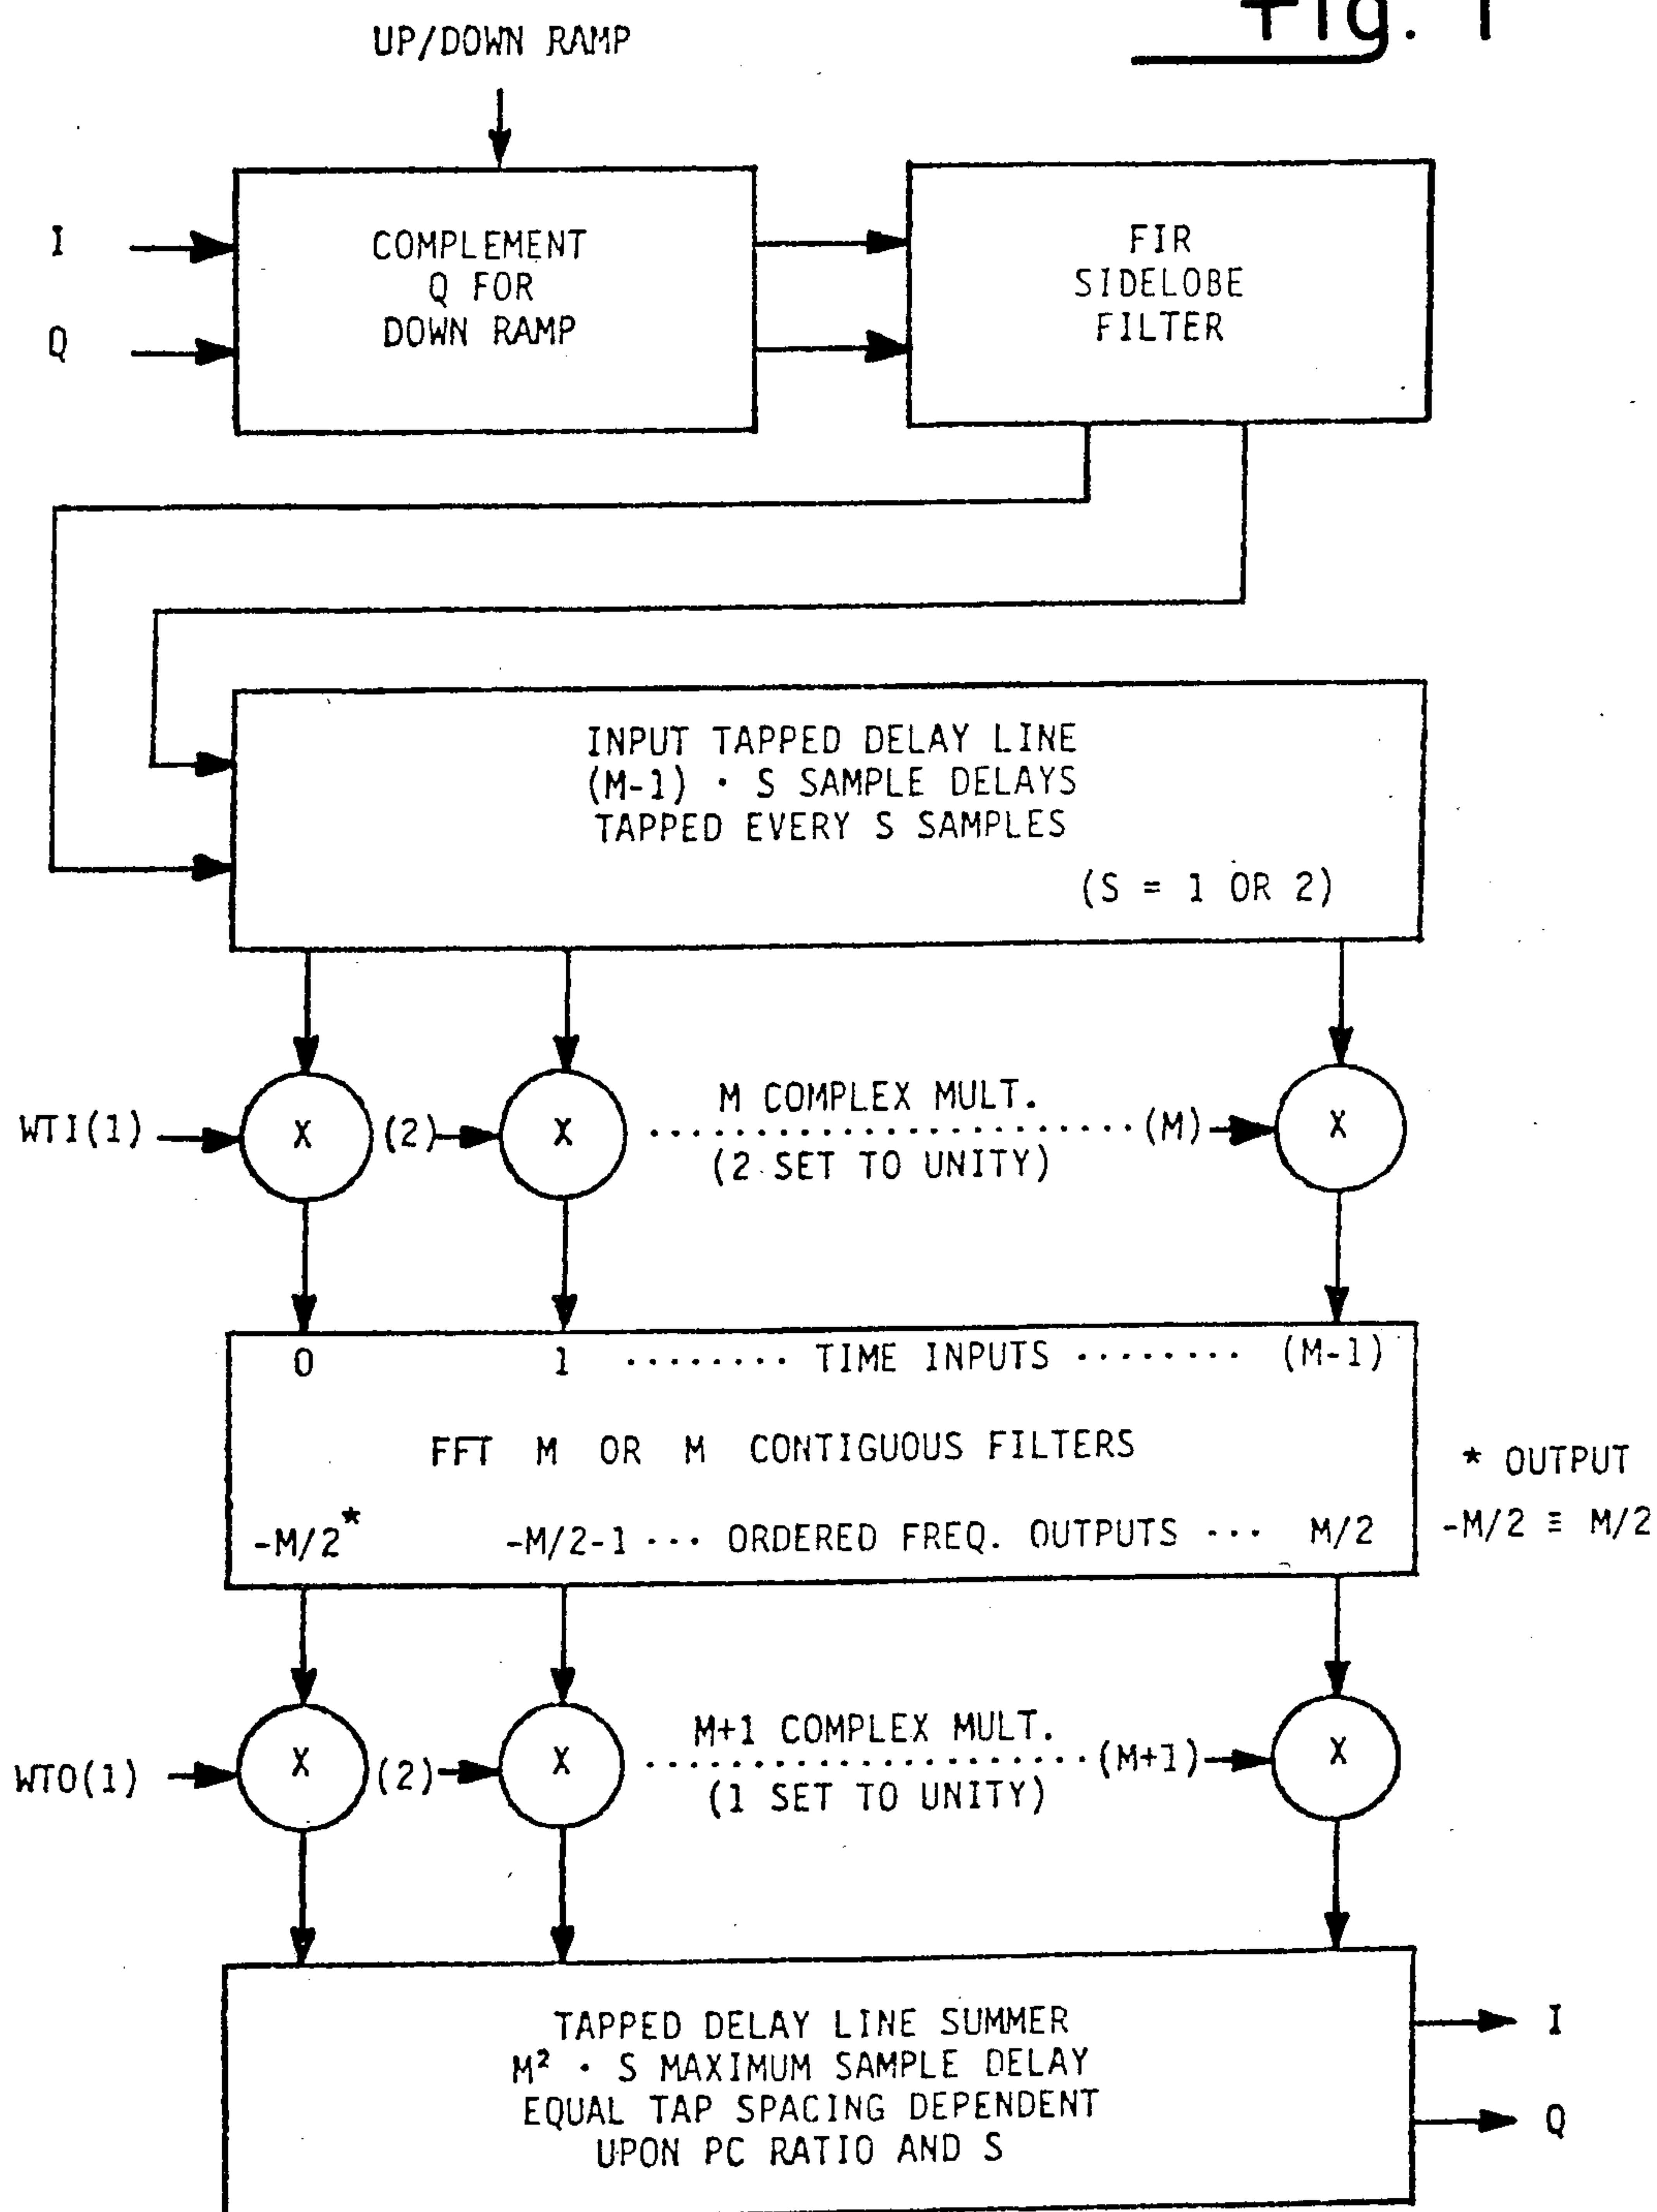 Fig. 1
UP/DOWN RAMP
I
Q
COMPLEMENT
Q FOR
DOWN RAMP
FIR
SIDELOBE
FILTER
INPUT TAPPED DELAY LINE
(M-1) · S SAMPLE DELAYS
TAPPED EVERY S SAMPLES
(S = 1 OR 2)
WTI(1)
X
(2)
X
M COMPLEX MULT.
(2 SET TO UNITY)
(M)
X
0 1 ········ TIME INPUTS ········ (M-1)
FFT M OR M CONTIGUOUS FILTERS
-M/2* -M/2-1 ··· ORDERED FREQ. OUTPUTS ··· M/2
* OUTPUT
-M/2 ≡ M/2
WTO(1)
X
(2)
X
M+1 COMPLEX MULT.
(1 SET TO UNITY)
(M+1)
X
TAPPED DELAY LINE SUMMER
M² · S MAXIMUM SAMPLE DELAY
EQUAL TAP SPACING DEPENDENT
UPON PC RATIO AND S
I
Q